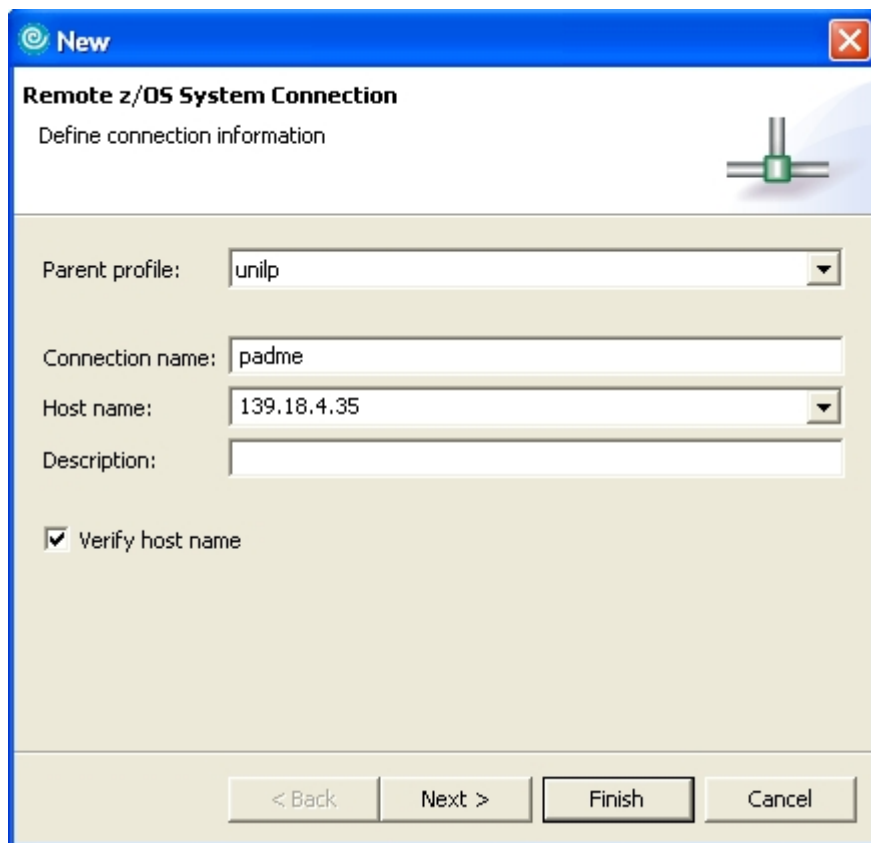 New
Remote z/OS System Connection
Define connection information
Parent profile: unilp
Connection name: padme
Host name: 139.18.4.35
Description:
Verify host name
< Back Next > Finish Cancel